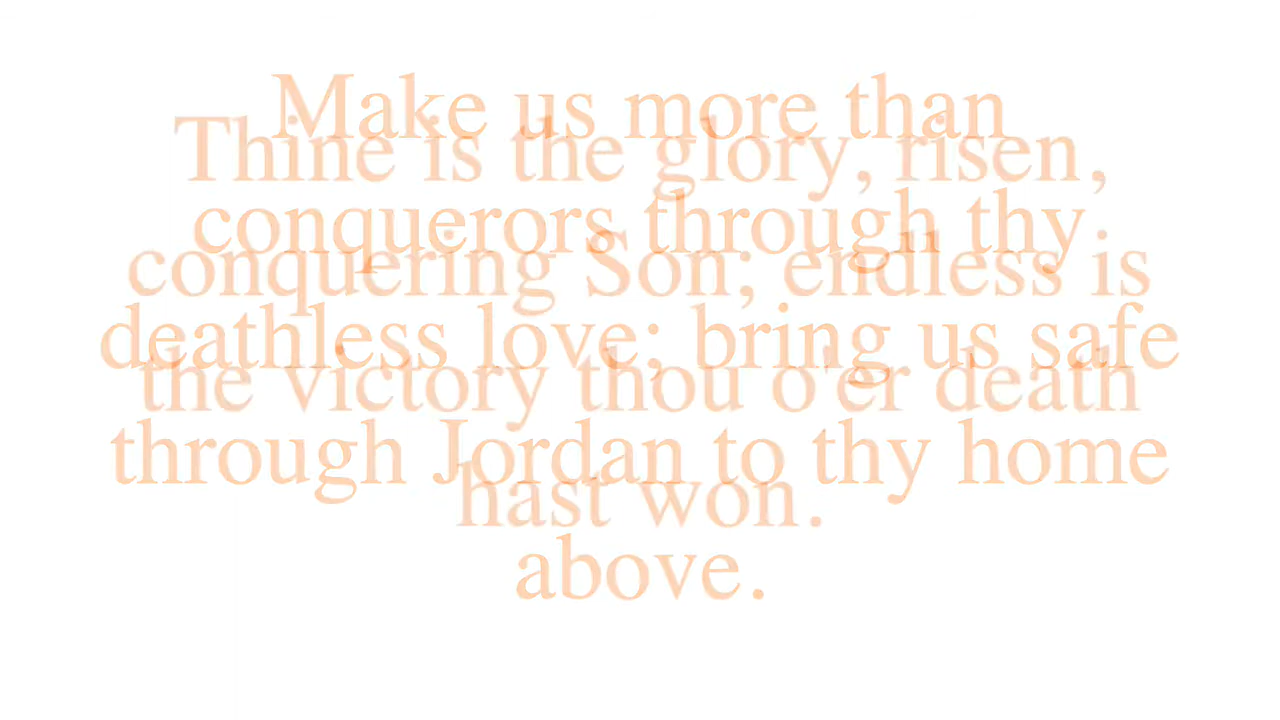 Make us more than
conquerors through thy
deathless love; bring us safe
through Jordan to thy home
above.
Thine is the glory, risen,
conquering Son; endless is
the victory thou o'er death
hast won.